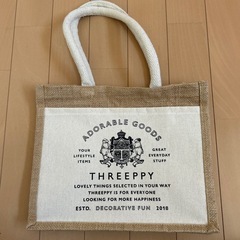 ADORABLE GOODS
YOUR
LIFESTYLE
ITEMS
GREAT
EVERYDAY
STUFF
THREEPPY
LOVELY THINGS SELECTED IN YOUR WAY
THREEPPY IS FOR EVERYONE
LOOKING FOR MORE HAPPINESS
ESTD. DECORATIVE FUN 2018